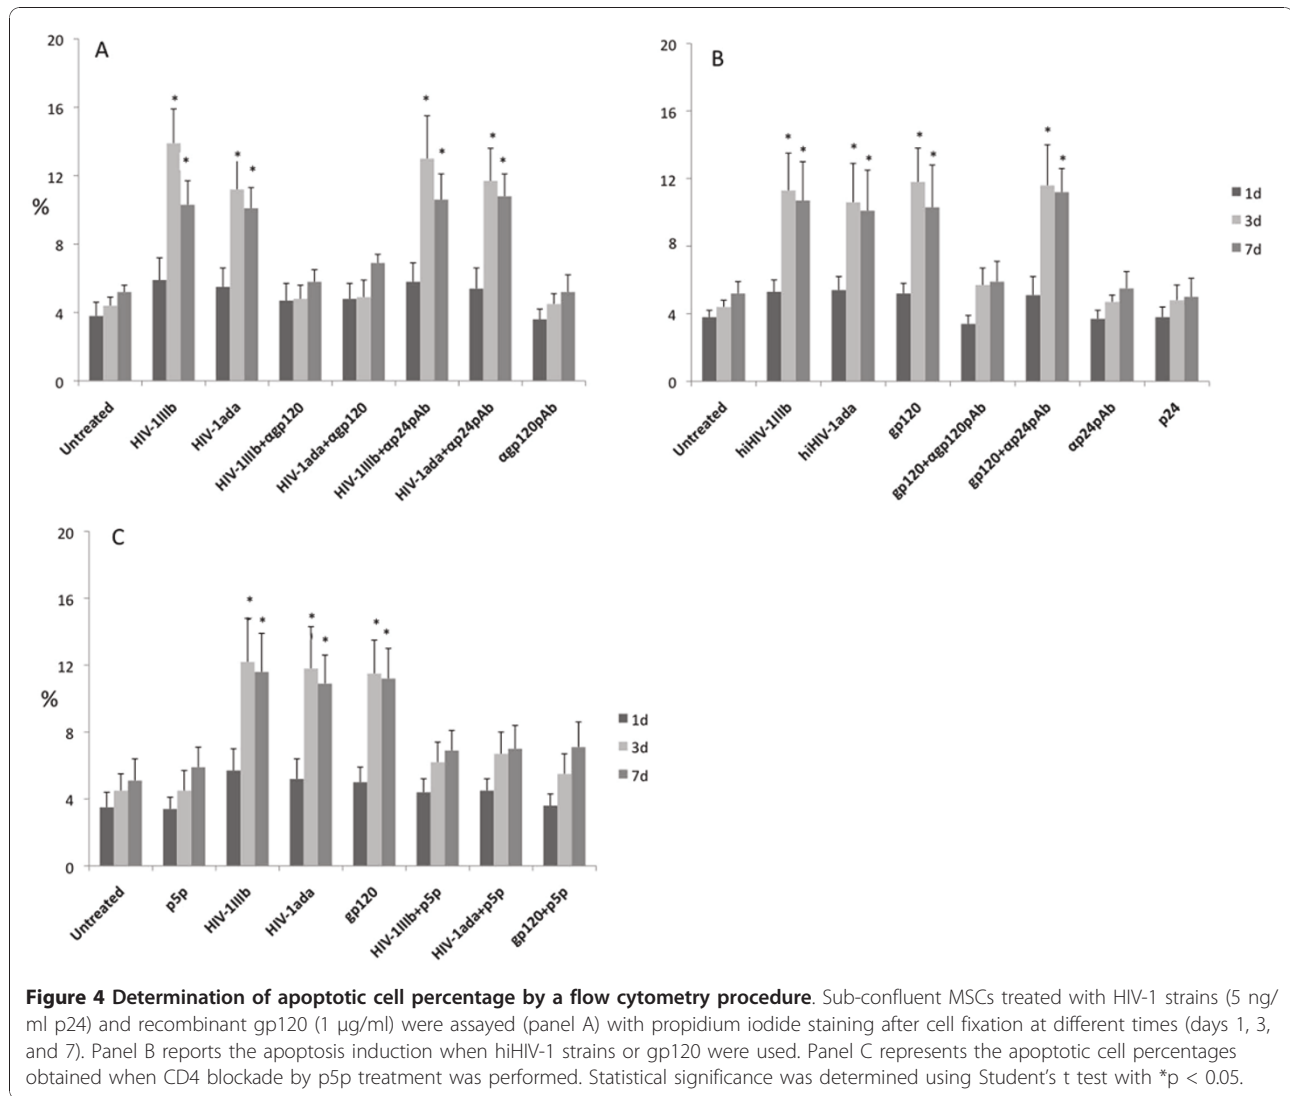 A
20
16
12
8
4
0
%
* * * * * * * *
Untreated
HIV-1IIIb
HIV-1ada
HIV-1IIIb+αgp120
HIV-1ada+αgp120
HIV-1IIIb+αp24pAb
HIV-1ada+αp24pAb
αgp120pAb
B
20
16
12
8
4
0
* * * * * * * *
Untreated
hiHIV-1IIIb
hiHIV-1ada
gp120
gp120+αgp120pAb
gp120+αp24pAb
αp24pAb
p24
1d
3d
7d
C
20
16
12
8
4
0
%
* * * * * *
Untreated
p5p
HIV-1IIIb
HIV-1ada
gp120
HIV-1IIIb+p5p
HIV-1ada+p5p
gp120+p5p
1d
3d
7d
Figure 4 Determination of apoptotic cell percentage by a flow cytometry procedure. Sub-confluent MSCs treated with HIV-1 strains (5 ng/
ml p24) and recombinant gp120 (1 μg/ml) were assayed (panel A) with propidium iodide staining after cell fixation at different times (days 1, 3,
and 7). Panel B reports the apoptosis induction when hiHIV-1 strains or gp120 were used. Panel C represents the apoptotic cell percentages
obtained when CD4 blockade by p5p treatment was performed. Statistical significance was determined using Student's t test with *p < 0.05.